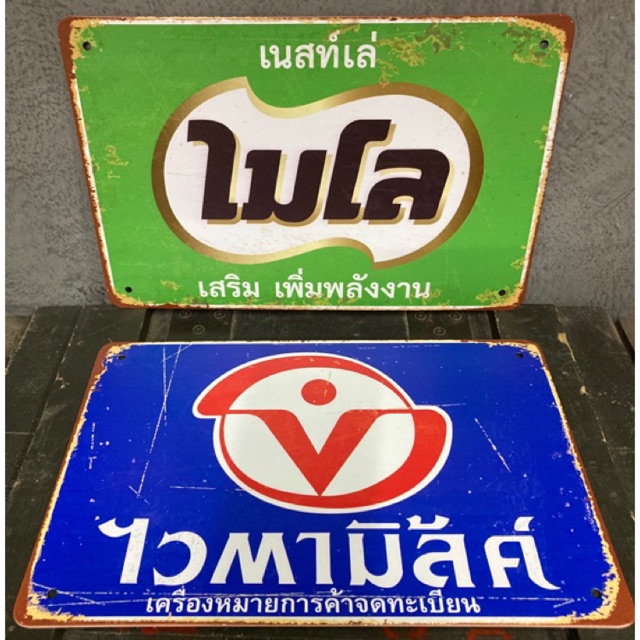 เนสท์เล่
ไมโล
เสริม เพิ่มพลังงาน
V
ไวตามิ้ลค์
เครื่องหมายการค้าจดทะเบียน